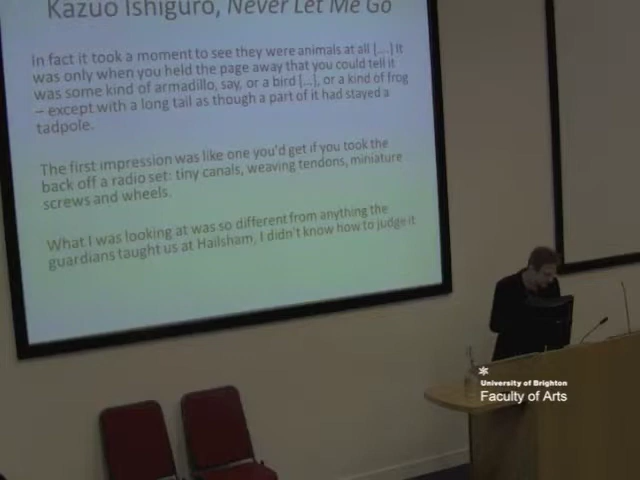 Kazuo Ishiguro, Never Let Me Go
In fact it took a moment to see they were animals at all [...] It
was only when you held the page away that you could tell it
was some kind of armadillo, say, or a bird [...], or a kind of frog
– except with a long tail as though a part of it had stayed a
tadpole.
The first impression was like one you'd get if you took the
back off a radio set: tiny canals, weaving tendons, miniature
screws and wheels.
What I was looking at was so different from anything the
guardians taught us at Hailsham, I didn't know how to judge it
University of Brighton
Faculty of Arts